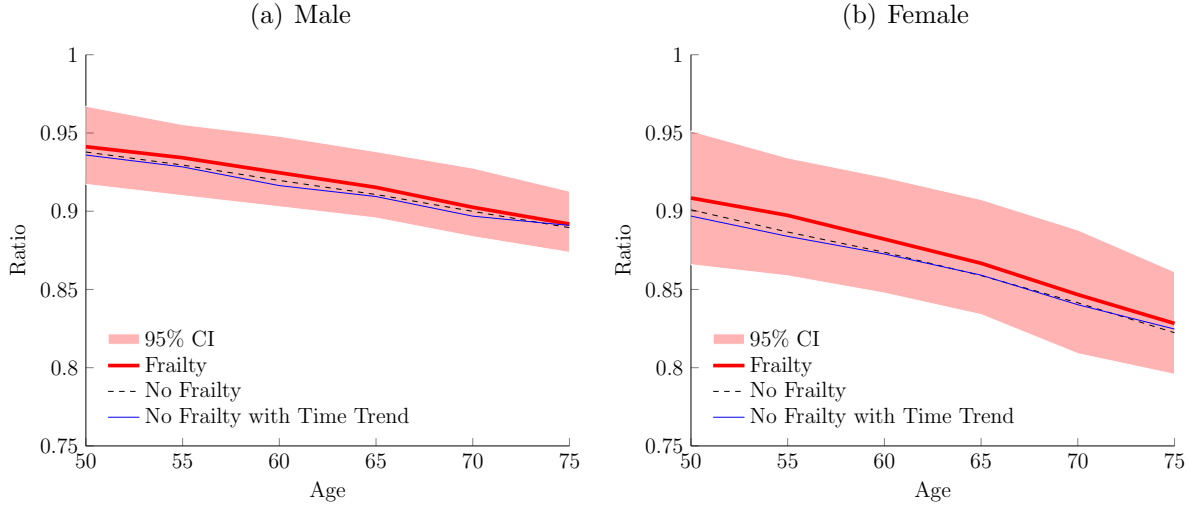 (a) Male
1
0.95
0.9
0.85
0.8
0.75
Ratio
95% CI
Frailty
No Frailty
No Frailty with Time Trend
50 55 60 65 70 75
Age
(b) Female
1
0.95
0.9
0.85
0.8
0.75
Ratio
95% CI
Frailty
No Frailty
No Frailty with Time Trend
50 55 60 65 70 75
Age